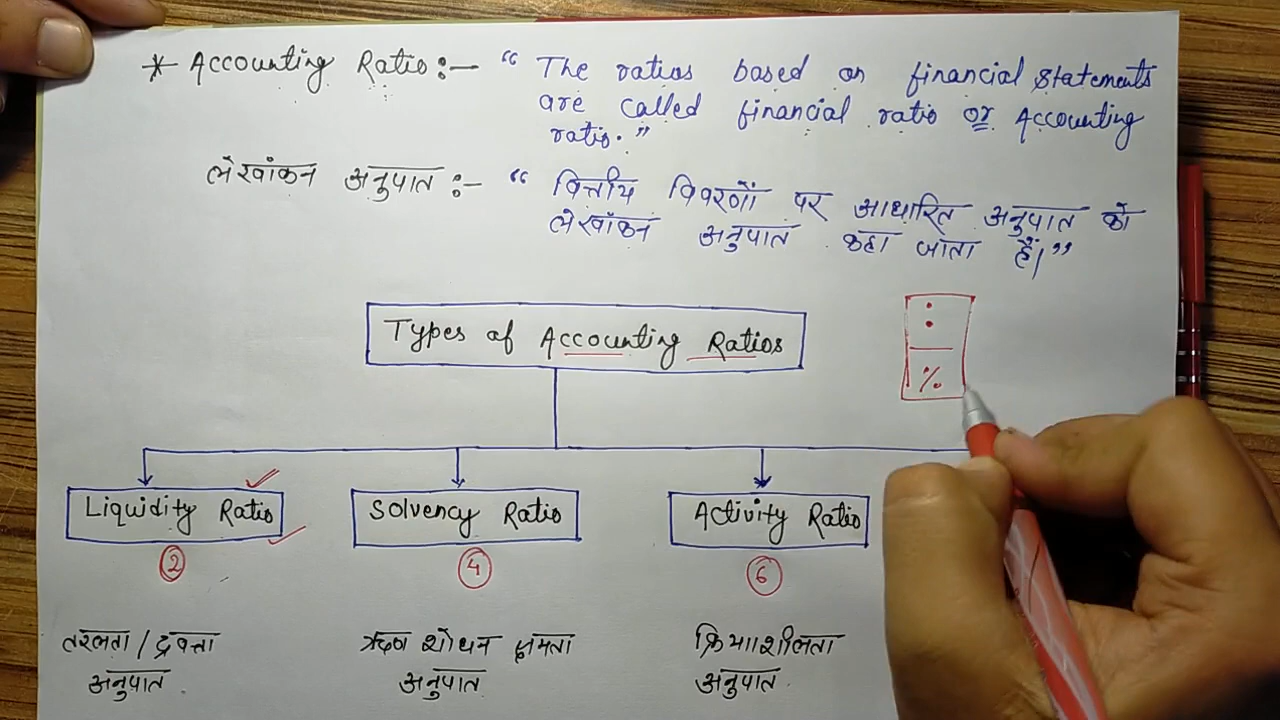 * Accounting Ratio:- " The ratios based on financial statements
are called financial ratio or Accounting
ratio."
लेखांकन अनुपात :- " वित्तीय विवरणों पर आधारित अनुपात को
लेखांकन अनुपात कहा जाता हैं।"
Types of Accounting Ratios
:
%
Liquidity Ratio
Solvency Ratio
Activity Ratio
2
4
6
तरलता / द्रवत्ता
अनुपात
ऋण शोधन क्षमता
अनुपात
क्रियाशीलता
अनुपात